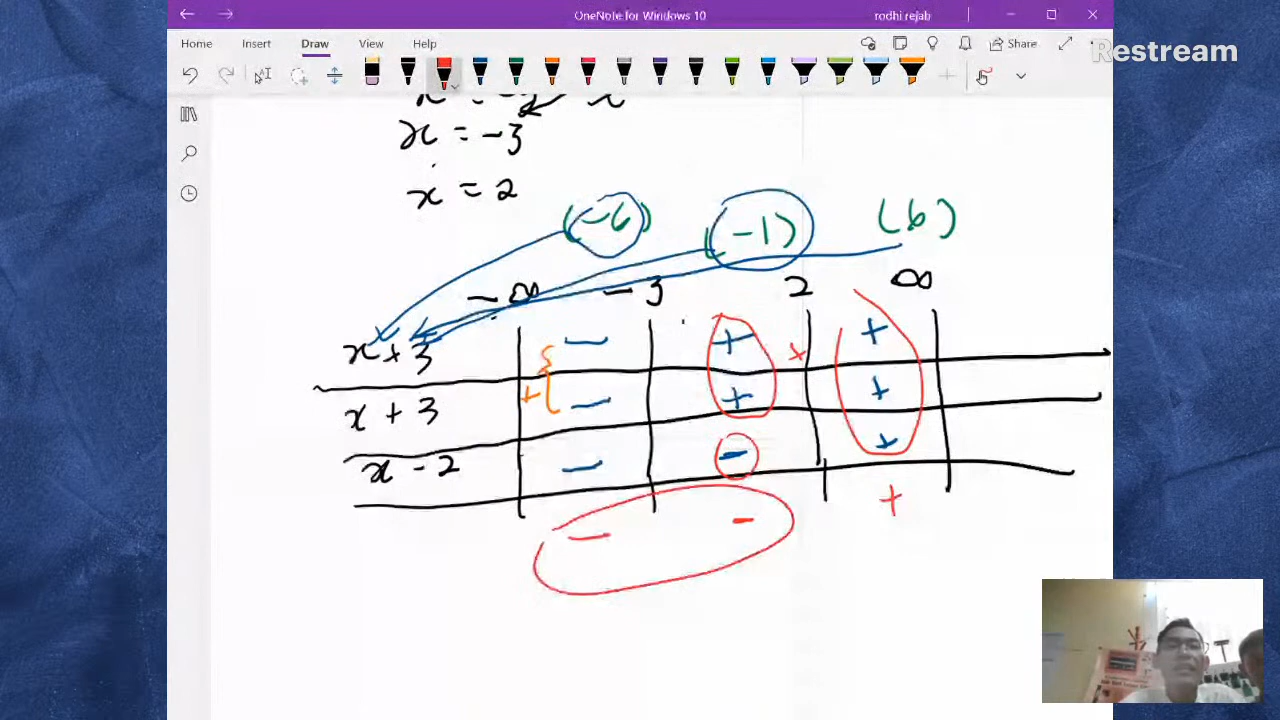 OneNote for Windows 10
rodhi rejab
Home Insert Draw View Help
Share
Restream
x = -3
x = 2
(-6) (-1) (6)
-∞ -3 2 ∞
x + 3 - + +
x + 3 - + +
x - 2 - - +
+ +
- - +